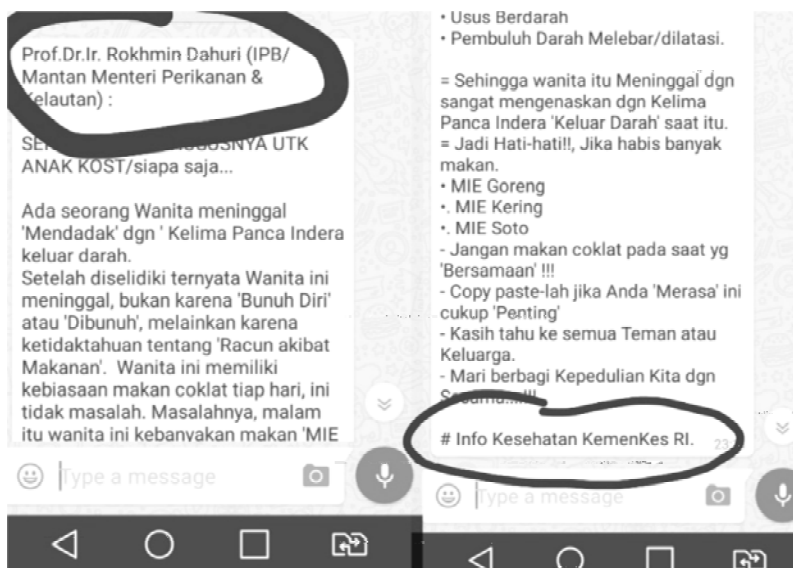 Prof.Dr.Ir. Rokhmin Dahuri (IPB/
Mantan Menteri Perikanan &
Kelautan) :
UTK
ANAK KOST/siapa saja...
Ada seorang Wanita meninggal
'Mendadak' dgn ' Kelima Panca Indera
keluar darah.
Setelah diselidiki ternyata Wanita ini
meninggal, bukan karena 'Bunuh Diri'
atau 'Dibunuh', melainkan karena
ketidaktahuan tentang 'Racun akibat
Makanan'.  Wanita ini memiliki
kebiasaan makan coklat tiap hari, ini
tidak masalah. Masalahnya, malam
itu wanita ini kebanyakan makan 'MIE
Type a message
• Usus Berdarah
• Pembuluh Darah Melebar/dilatasi.
= Sehingga wanita itu Meninggal dgn
sangat mengenaskan dgn Kelima
Panca Indera 'Keluar Darah' saat itu.
= Jadi Hati-hati!!, Jika habis banyak
makan.
• MIE Goreng
•. MIE Kering
•. MIE Soto
- Jangan makan coklat pada saat yg
'Bersamaan' !!!
- Copy paste-lah jika Anda 'Merasa' ini
cukup 'Penting'
- Kasih tahu ke semua Teman atau
Keluarga.
- Mari berbagi Kepedulian Kita dgn
Sesama...!!!
# Info Kesehatan KemenKes RI.
Type a message